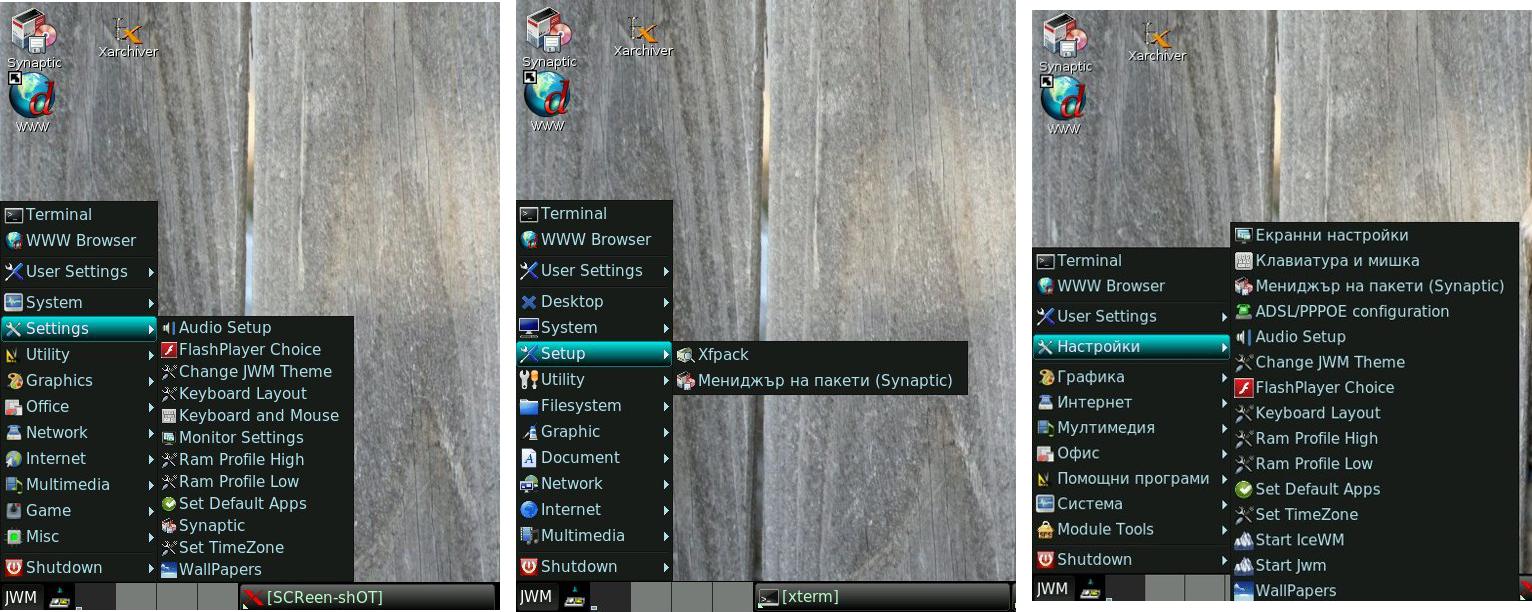 Synaptic
Xarchiver
WWW
Terminal
WWW Browser
User Settings
System
Settings
Utility
Graphics
Office
Network
Internet
Multimedia
Game
Misc
Shutdown
Audio Setup
FlashPlayer Choice
Change JWM Theme
Keyboard Layout
Keyboard and Mouse
Monitor Settings
Ram Profile High
Ram Profile Low
Set Default Apps
Synaptic
Set TimeZone
WallPapers
JWM
[SCReen-shOT]
Synaptic
Xarchiver
WWW
Terminal
WWW Browser
User Settings
Desktop
System
Setup
Utility
Filesystem
Graphic
Document
Network
Internet
Multimedia
Shutdown
Xfpack
Мениджър на пакети (Synaptic)
JWM
[xterm]
Synaptic
Xarchiver
WWW
Terminal
WWW Browser
User Settings
Настройки
Графика
Интернет
Мултимедия
Офис
Помощни програми
Система
Module Tools
Shutdown
Екранни настройки
Клавиатура и мишка
Мениджър на пакети (Synaptic)
ADSL/PPPOE configuration
Audio Setup
Change JWM Theme
FlashPlayer Choice
Keyboard Layout
Ram Profile High
Ram Profile Low
Set Default Apps
Set TimeZone
Start IceWM
Start Jwm
WallPapers
JWM